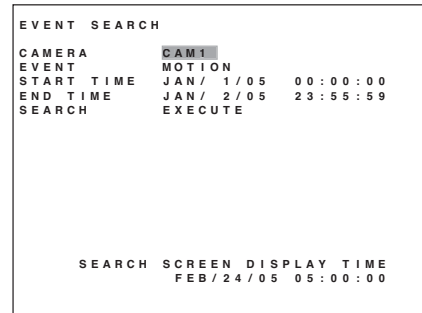 EVENT SEARCH
CAMERA CAM1
EVENT MOTION
START TIME JAN/ 1/05 00:00:00
END TIME JAN/ 2/05 23:55:59
SEARCH EXECUTE
SEARCH SCREEN DISPLAY TIME
FEB/24/05 05:00:00